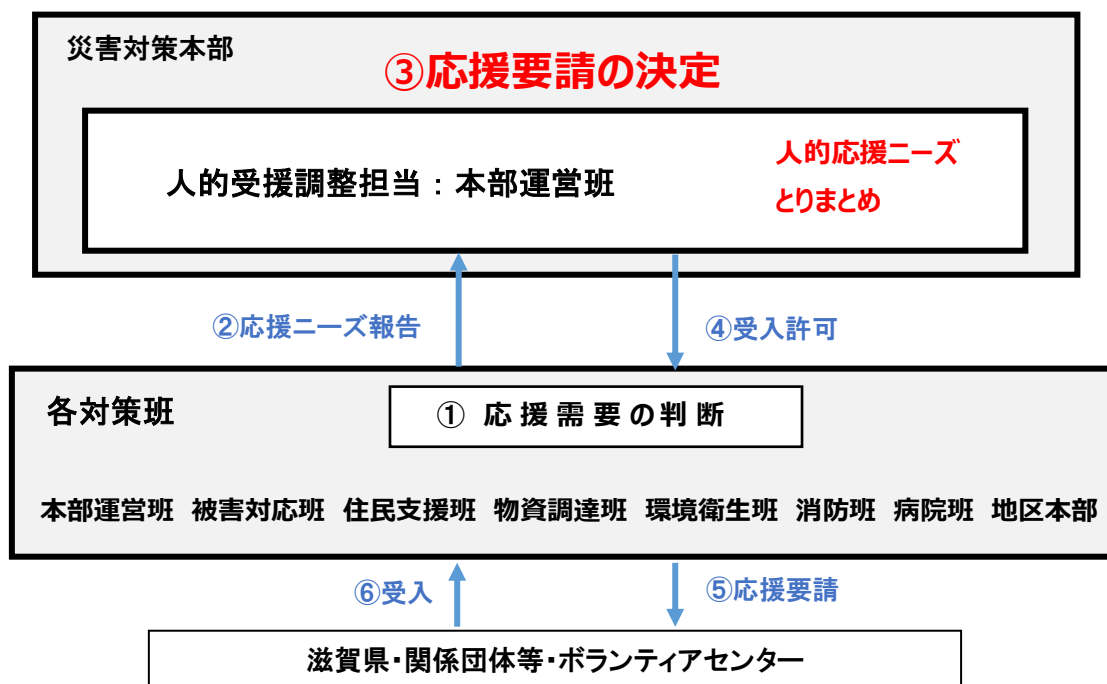 災害対策本部
③応援要請の決定
人的受援調整担当：本部運営班
人的応援ニーズ
とりまとめ
②応援ニーズ報告
④受入許可
各対策班
① 応援需要の判断
本部運営班 被害対応班 住民支援班 物資調達班 環境衛生班 消防班 病院班 地区本部
⑥受入
⑤応援要請
滋賀県・関係団体等・ボランティアセンター